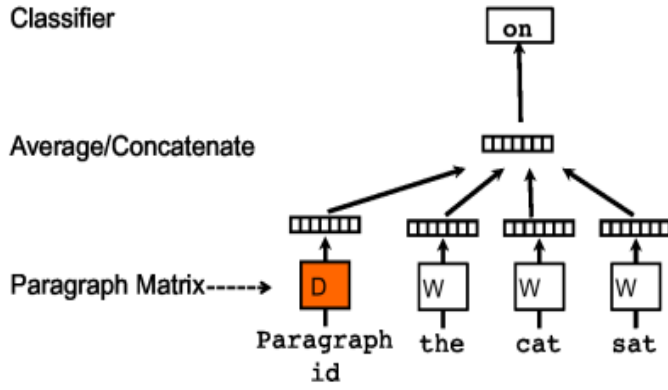 Classifier
on
Average/Concatenate
Paragraph Matrix
D
W
W
W
Paragraph
id
the
cat
sat